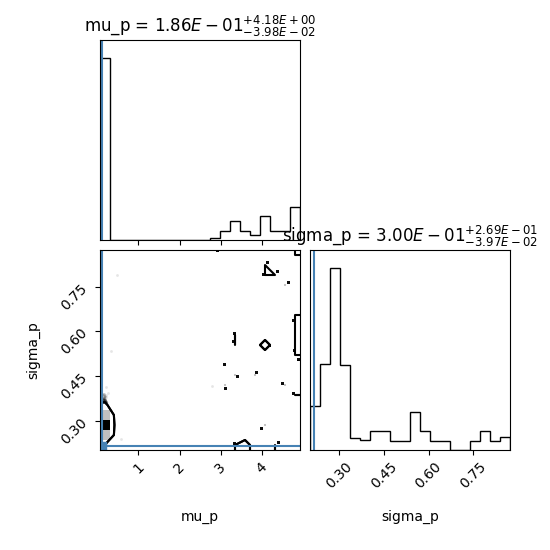 mu_p = 1.86E − 01+4.18E+00 −3.98E−02
sigma_p = 3.00E − 01+2.69E−01 −3.97E−02
0.75
0.60
0.45
0.30
sigma_p
1 2 3 4
0.30 0.45 0.60 0.75
mu_p
sigma_p